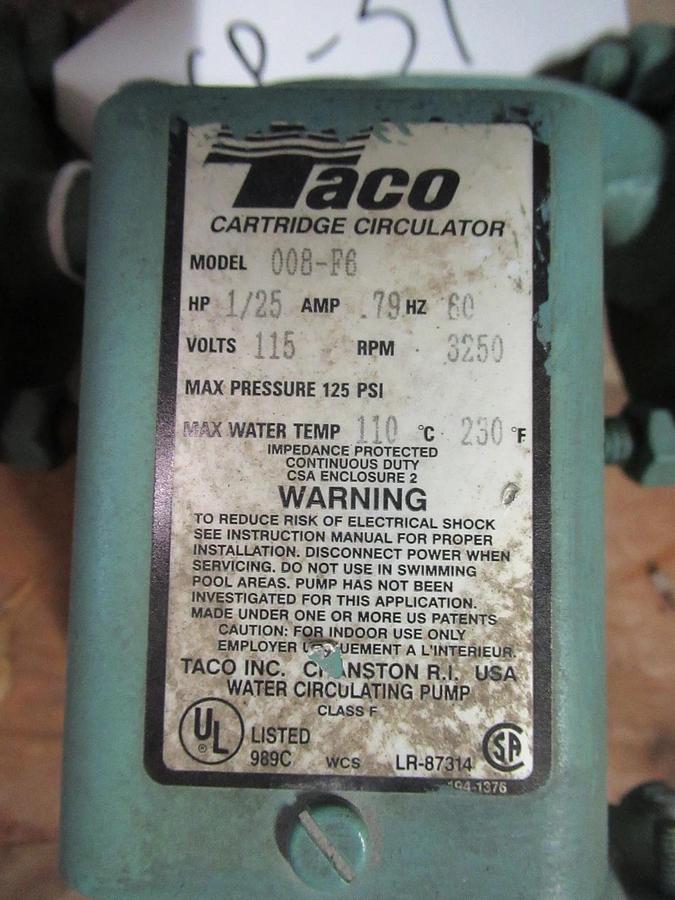 Taco
CARTRIDGE CIRCULATOR
MODEL 008-F6
HP 1/25 AMP .79 HZ 60
VOLTS 115 RPM 3250
MAX PRESSURE 125 PSI
MAX WATER TEMP 110 °C 230 °F
IMPEDANCE PROTECTED
CONTINUOUS DUTY
CSA ENCLOSURE 2
WARNING
TO REDUCE RISK OF ELECTRICAL SHOCK
SEE INSTRUCTION MANUAL FOR PROPER
INSTALLATION. DISCONNECT POWER WHEN
SERVICING. DO NOT USE IN SWIMMING
POOL AREAS. PUMP HAS NOT BEEN
INVESTIGATED FOR THIS APPLICATION.
MADE UNDER ONE OR MORE US PATENTS
CAUTION: FOR INDOOR USE ONLY
EMPLOYER A L'INTERIEUR.
TACO INC. CRANSTON R.I. USA
WATER CIRCULATING PUMP
CLASS F
UL ® LISTED
989C WCS LR-87314 SA
194-1376